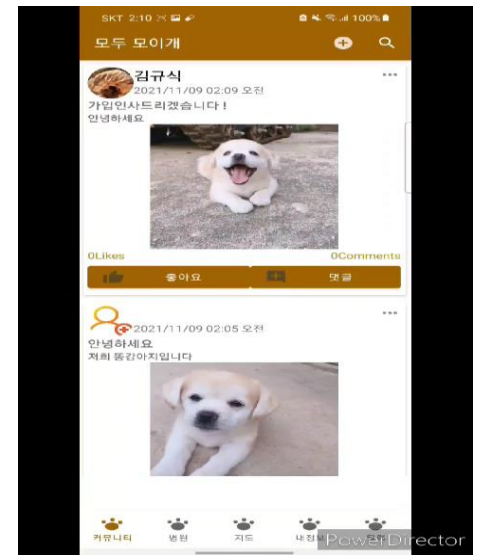 SKT 2:10
100%
모두 모이개
김규식
2021/11/09 02:09 오전
가입인사드리겠습니다 !
안녕하세요
0Likes
0Comments
좋아요
댓글
2021/11/09 02:05 오전
안녕하세요
저희 똥강아지입니다
커뮤니티
병원
지도
내정보
PowerDirector